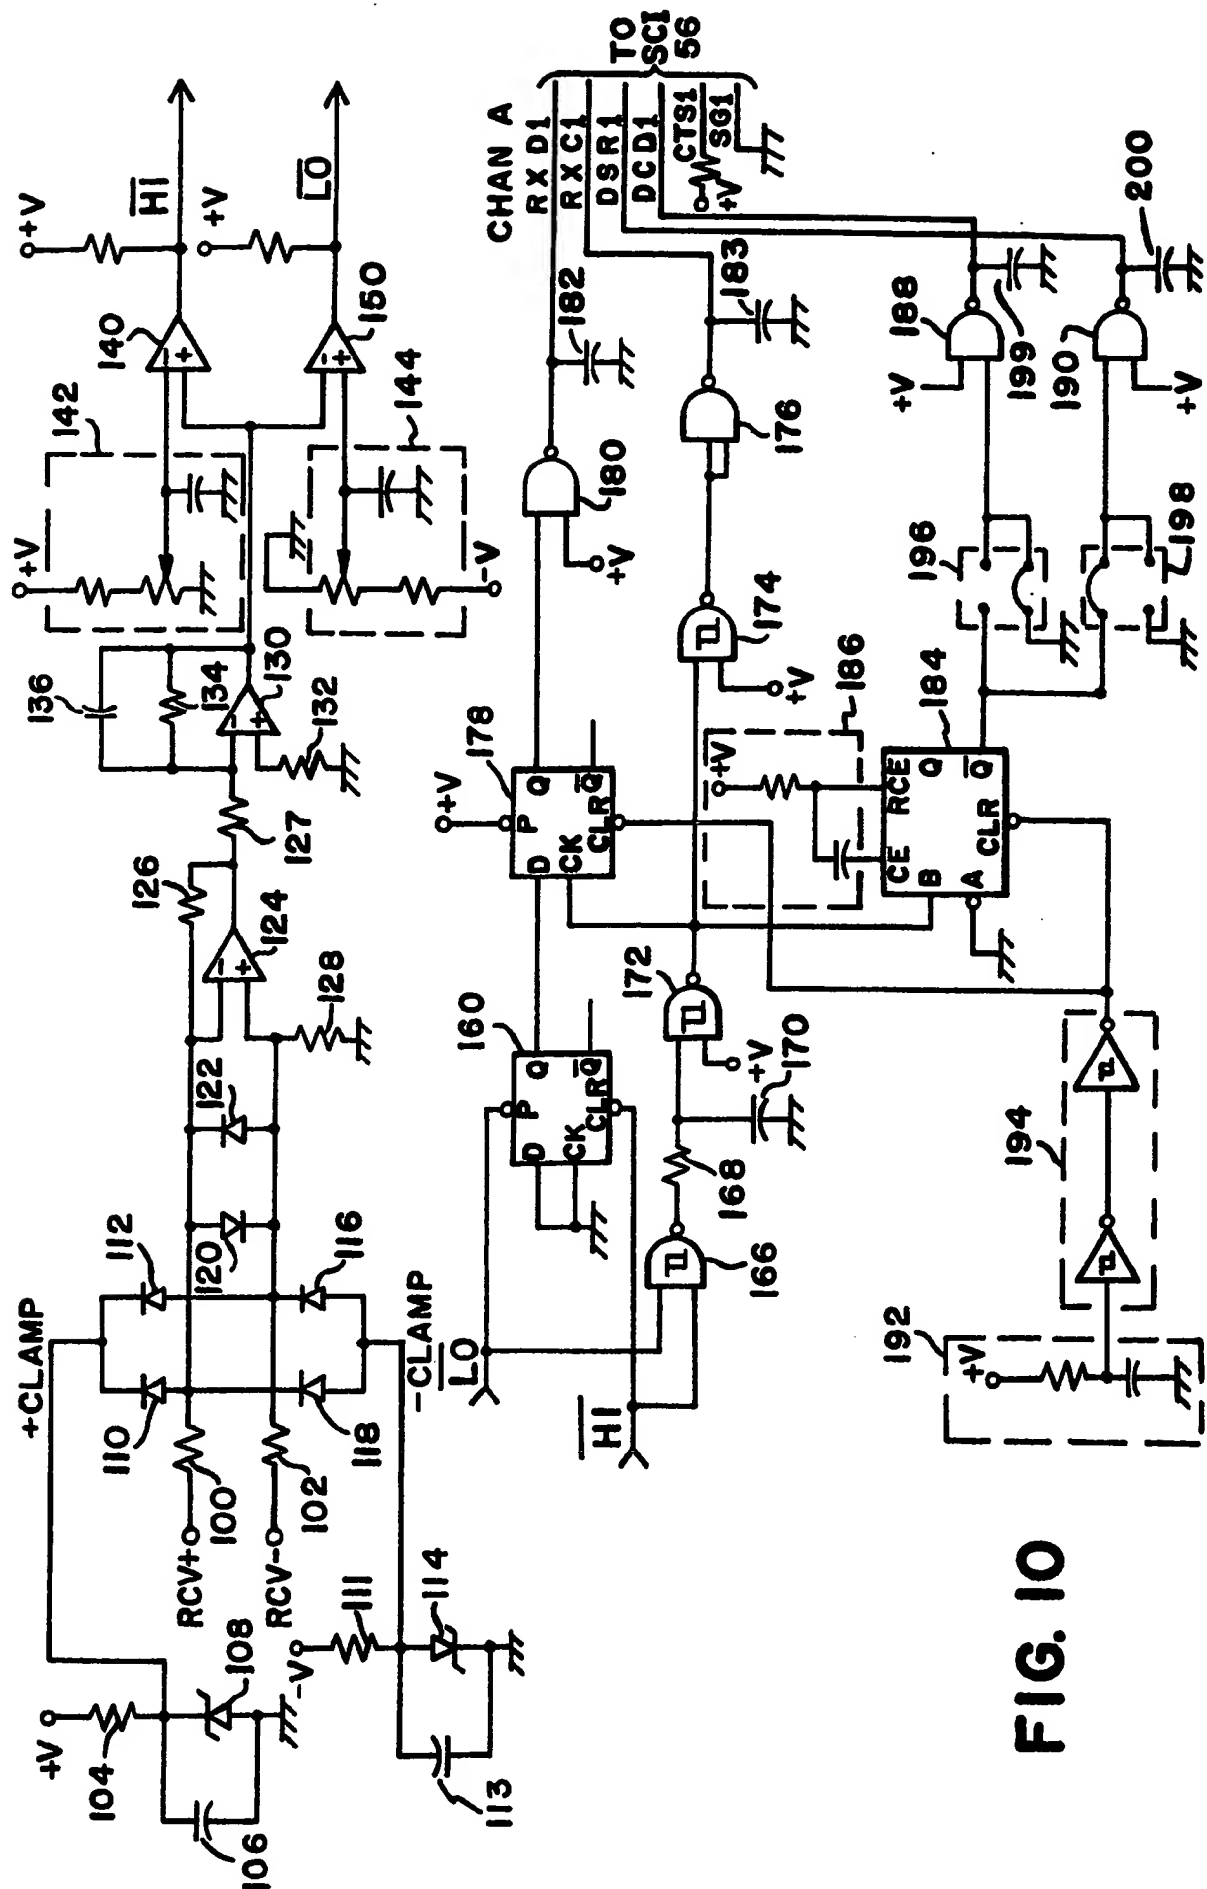 +V
104
106
108
+CLAMP
110
112
RCV+
100
RCV-
102
-V
111
113
114
118
116
-CLAMP
120
122
126
124
128
127
136
134
130
132
+V
142
144
-V
140
150
+V
HI
+V
LO
LO
HI
160
D
P
Q
CK
CLR
Q
166
168
170
+V
172
+V
178
D
P
Q
CK
CLR
Q
174
+V
180
+V
182
176
183
CHAN A
RXD1
RXC1
DSR1
DCD1
CTS1
SG1
+V
TO
SCI
56
192
+V
194
186
+V
184
CE
RCE
B
Q
A
Q
CLR
196
198
+V
188
199
190
+V
200
FIG. 10